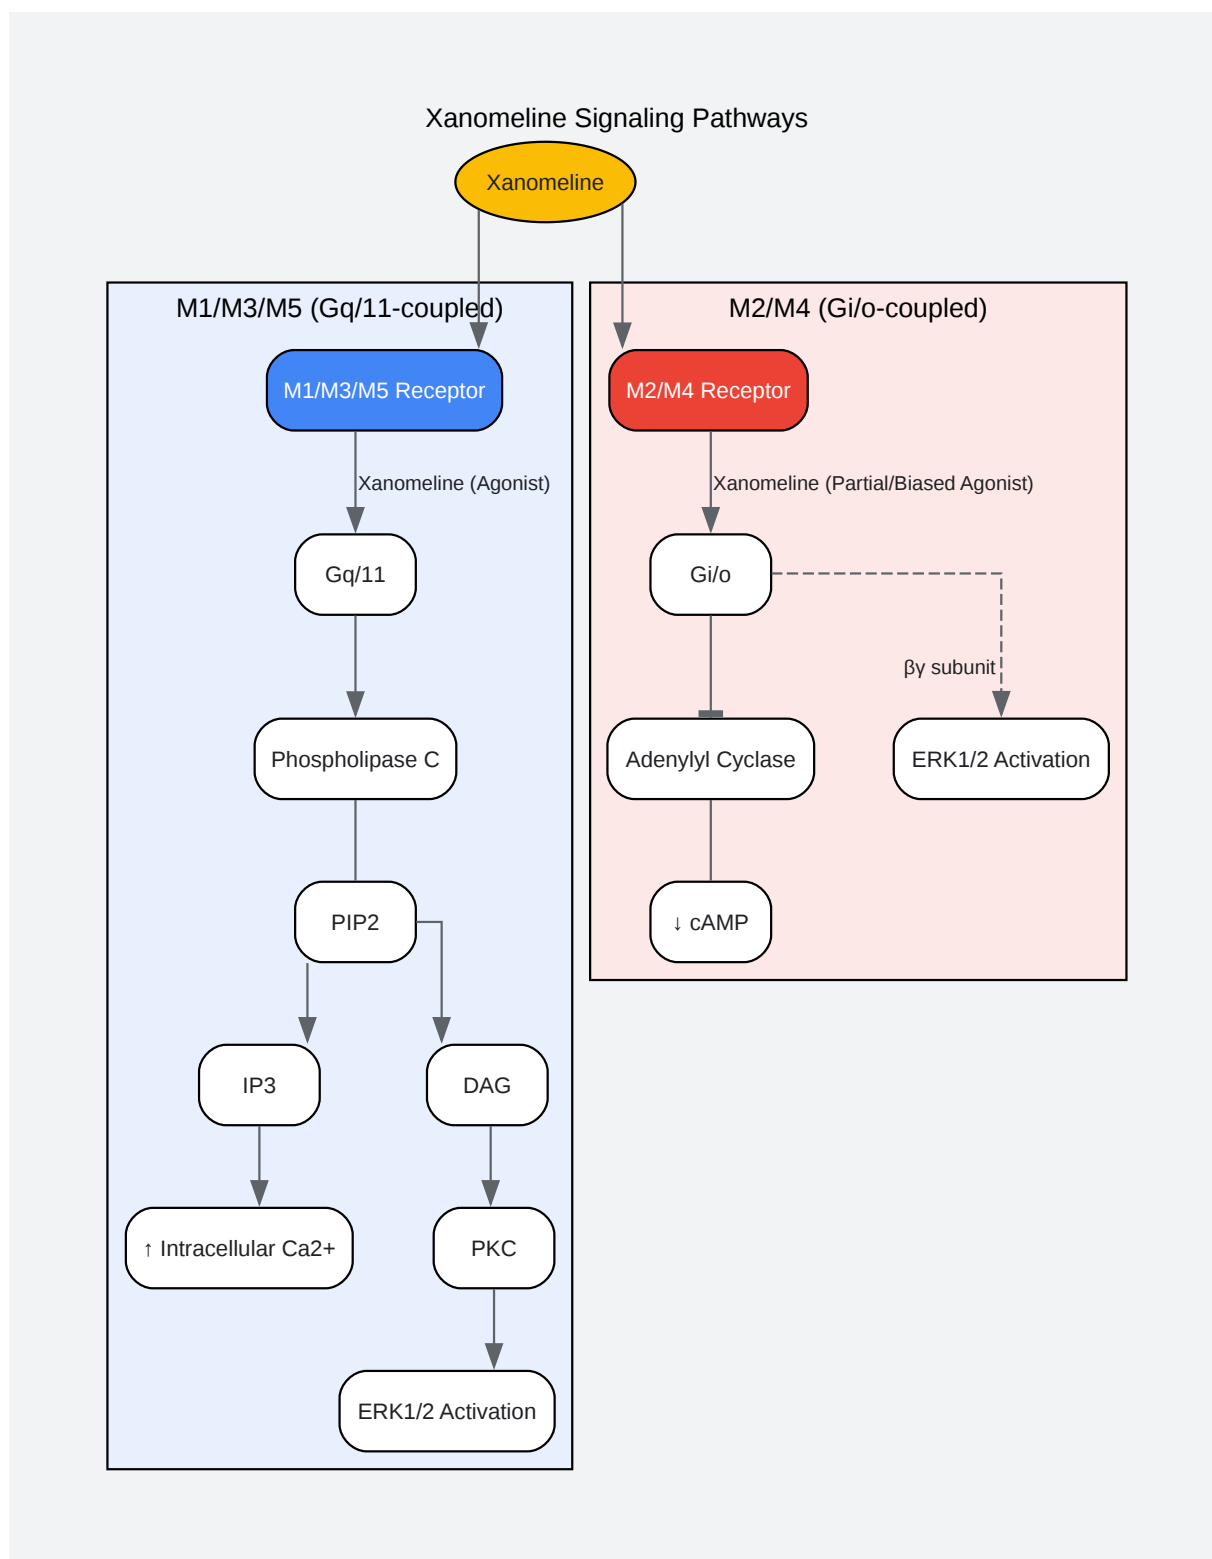 Xanomeline Signaling Pathways
Xanomeline
M1/M3/M5 (Gq/11-coupled)
M1/M3/M5 Receptor
Xanomeline (Agonist)
Gq/11
Phospholipase C
PIP2
IP3
DAG
↑ Intracellular Ca2+
PKC
ERK1/2 Activation
M2/M4 (Gi/o-coupled)
M2/M4 Receptor
Xanomeline (Partial/Biased Agonist)
Gi/o
βγ subunit
Adenylyl Cyclase
ERK1/2 Activation
↓ cAMP